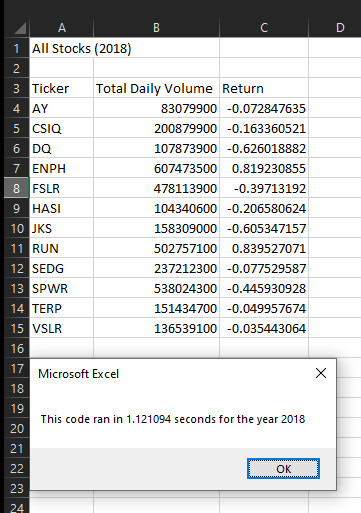 A B C D
1 All Stocks (2018)
2
3 Ticker Total Daily Volume Return
4 AY 83079900 -0.072847635
5 CSIQ 200879900 -0.163360521
6 DQ 107873900 -0.626018882
7 ENPH 607473500 0.819230855
8 FSLR 478113900 -0.39713192
9 HASI 104340600 -0.206580624
10 JKS 158309000 -0.605347157
11 RUN 502757100 0.839527071
12 SEDG 237212300 -0.077529587
13 SPWR 538024300 -0.445930928
14 TERP 151434700 -0.049957674
15 VSLR 136539100 -0.035443064
16
17
Microsoft Excel
18
19
20 This code ran in 1.121094 seconds for the year 2018
21
22
OK
23
24